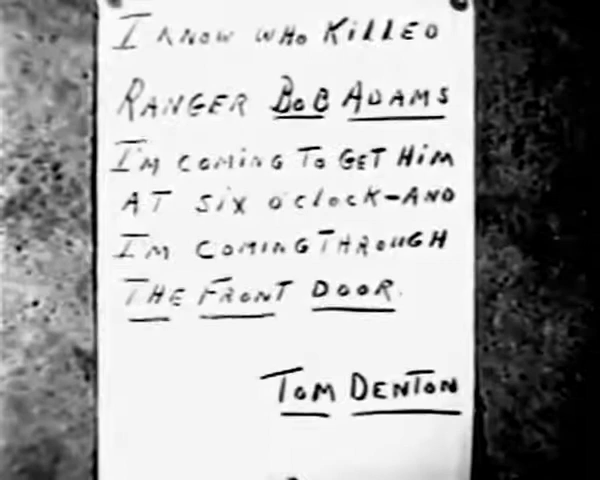 I KNOW WHO KILLED
RANGER BOB ADAMS
I'M COMING TO GET HIM
AT SIX O'CLOCK-AND
I'M COMING THROUGH
THE FRONT DOOR.
TOM DENTON